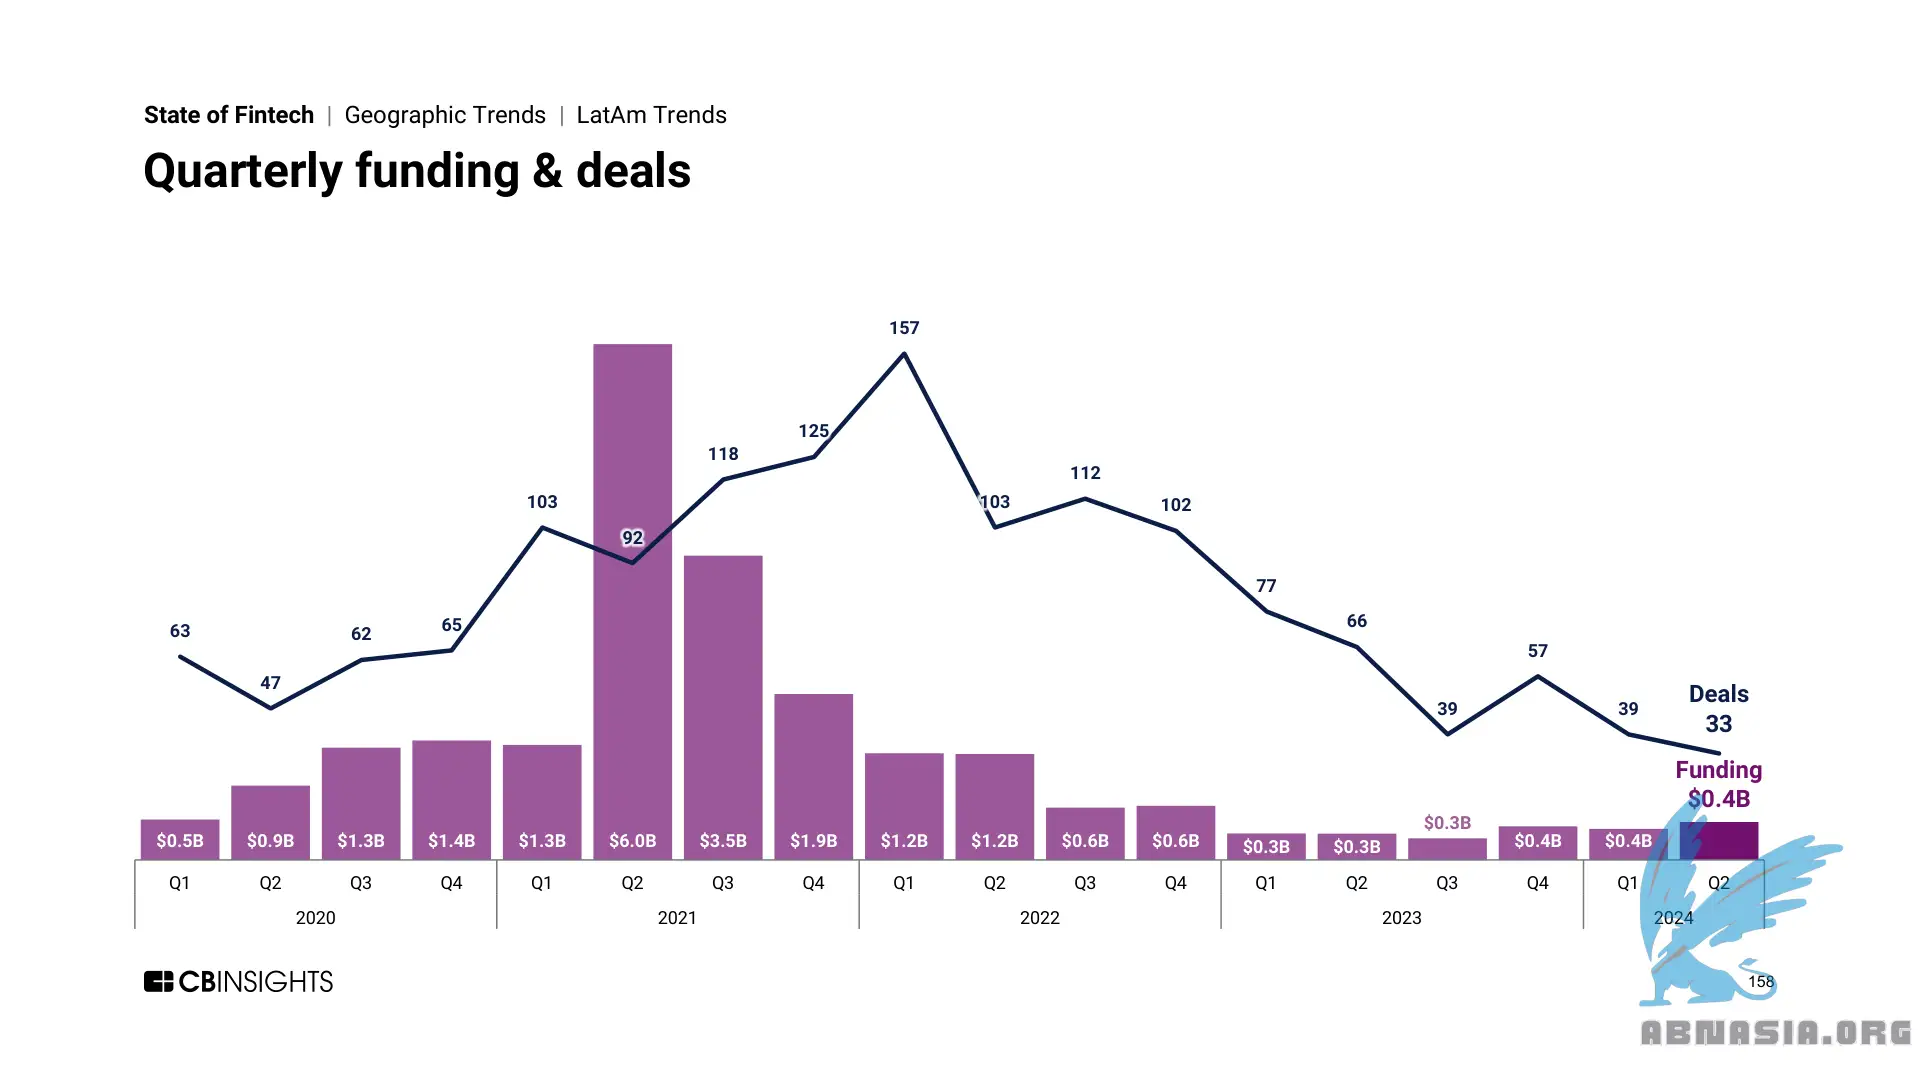 State of Fintech | Geographic Trends | LatAm Trends
Quarterly funding & deals
157
125
118
112
103
103
102
92
77
66
65
63
62
57
47
39
39
Deals
33
Funding
$0.4B
$0.3B
$0.5B $0.9B $1.3B $1.4B $1.3B $6.0B $3.5B $1.9B $1.2B $1.2B $0.6B $0.6B $0.3B $0.3B $0.4B $0.4B
Q1 Q2 Q3 Q4 Q1 Q2 Q3 Q4 Q1 Q2 Q3 Q4 Q1 Q2 Q3 Q4 Q1 Q2
2020 2021 2022 2023 2024
CBINSIGHTS
158
ABNASIA.ORG